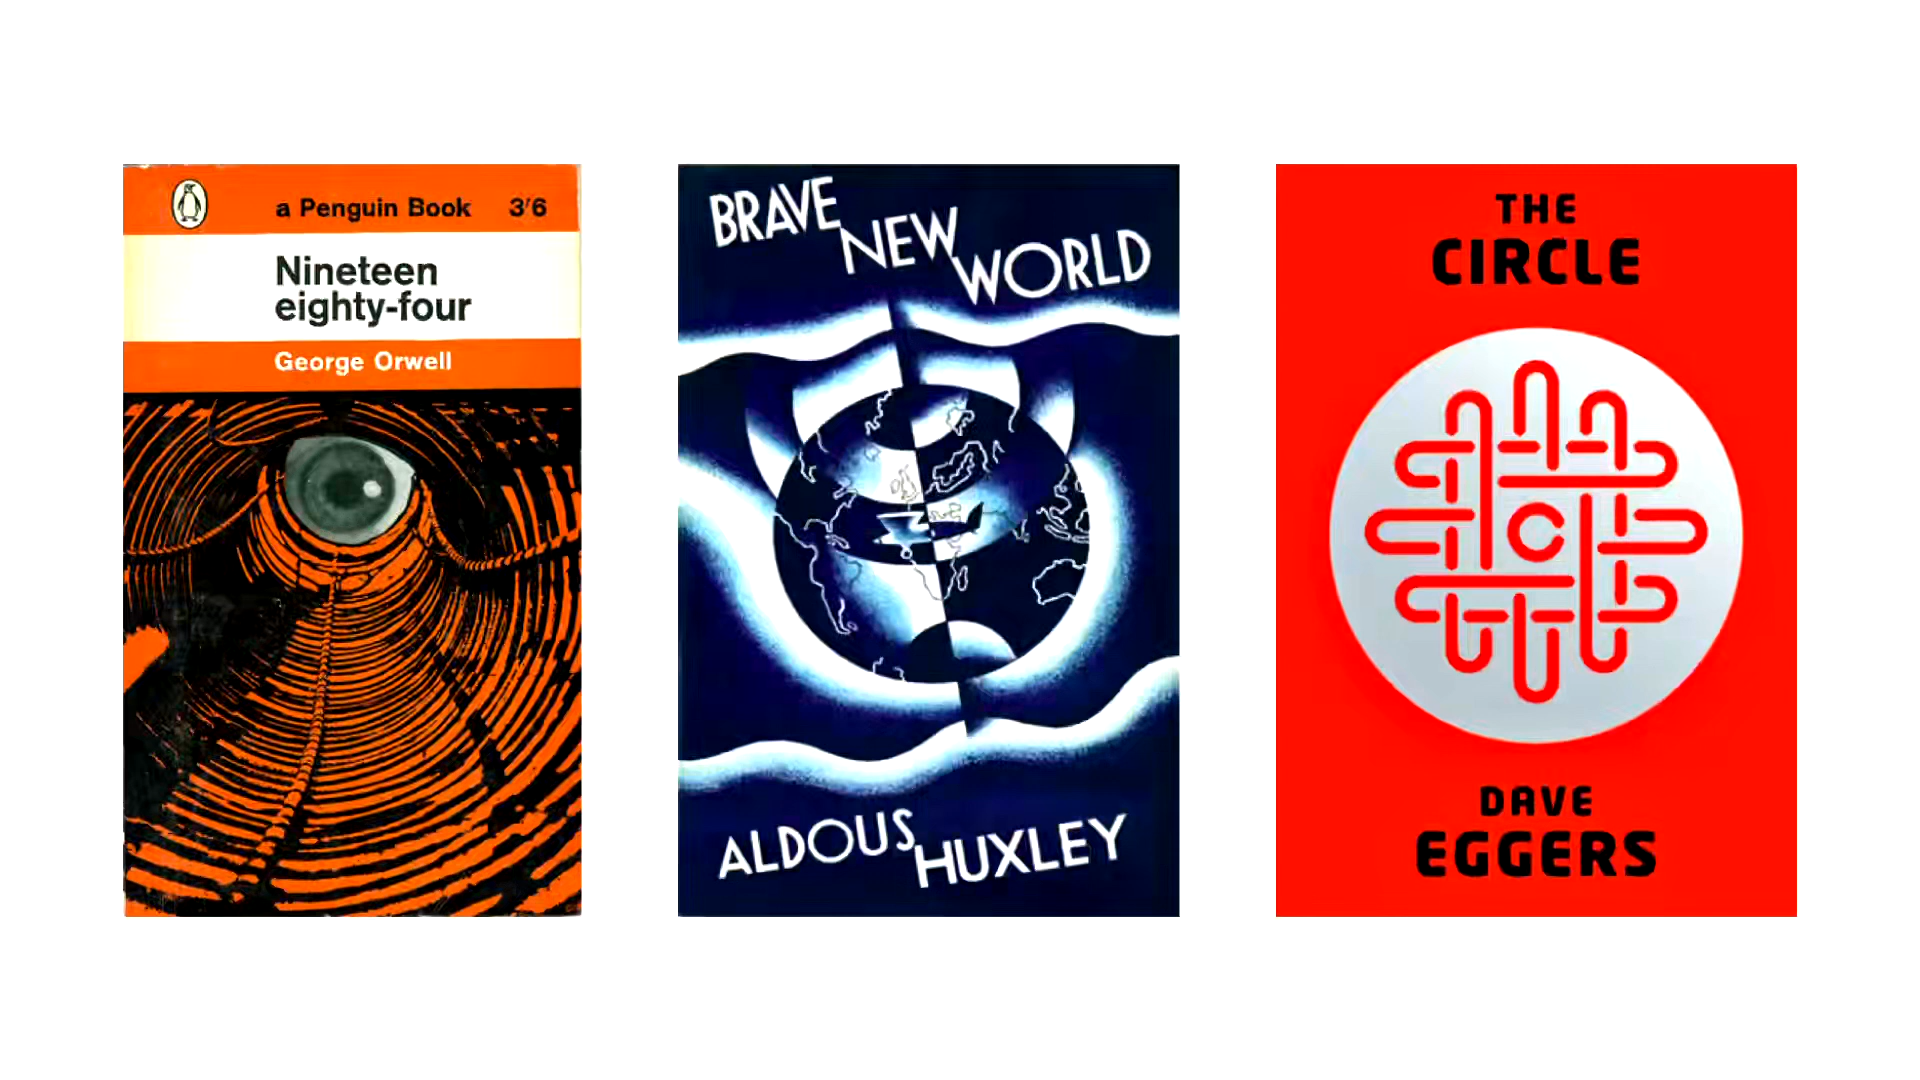 a Penguin Book 3'6
Nineteen
eighty-four
George Orwell
BRAVE
NEW
WORLD
ALDOUS
HUXLEY
THE
CIRCLE
C
DAVE
EGGERS